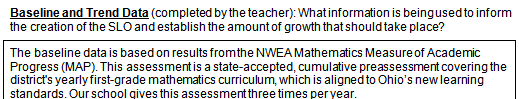 Baseline and Trend Data (completed by the teacher): What information is being used to inform
the creation of the SLO and establish the amount of growth that should take place?
The baseline data is based on results from the NWEA Mathematics Measure of Academic
Progress (MAP). This assessment is a state-accepted, cumulative preassessment covering the
district's yearly first-grade mathematics curriculum, which is aligned to Ohio's new learning
standards. Our school gives this assessment three times per year.